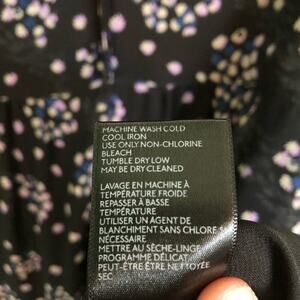 MACHINE WASH COLD
COOL IRON
USE ONLY NON-CHLORINE
BLEACH
TUMBLE DRY LOW
MAY BE DRY CLEANED
LAVAGE EN MACHINE À
TEMPÉRATURE FROIDE
REPASSER À BASSE
TEMPÉRATURE
UTILISER UN AGENT DE
BLANCHIMENT SANS CHLORE SI
NÉCESSAIRE
METTRE AU SÈCHE-LINGE
PROGRAMME DÉLICAT
PEUT-ÊTRE ÊTRE NETTOYÉE
SEC